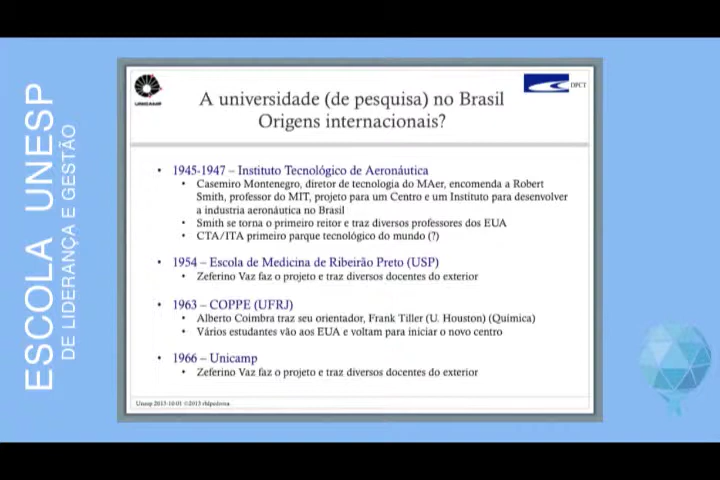 ESCOLA UNESP
DE LIDERANÇA E GESTÃO
UNICAMP
DPCT
A universidade (de pesquisa) no Brasil
Origens internacionais?
• 1945-1947 – Instituto Tecnológico de Aeronáutica
• Casemiro Montenegro, diretor de tecnologia do MAer, encomenda a Robert
Smith, professor do MIT, projeto para um Centro e um Instituto para desenvolver
a industria aeronáutica no Brasil
• Smith se torna o primeiro reitor e traz diversos professores dos EUA
• CTA/ITA primeiro parque tecnológico do mundo (?)
• 1954 – Escola de Medicina de Ribeirão Preto (USP)
• Zeferino Vaz faz o projeto e traz diversos docentes do exterior
• 1963 – COPPE (UFRJ)
• Alberto Coimbra traz seu orientador, Frank Tiller (U. Houston) (Química)
• Vários estudantes vão aos EUA e voltam para iniciar o novo centro
• 1966 – Unicamp
• Zeferino Vaz faz o projeto e traz diversos docentes do exterior
Unesp ©2013